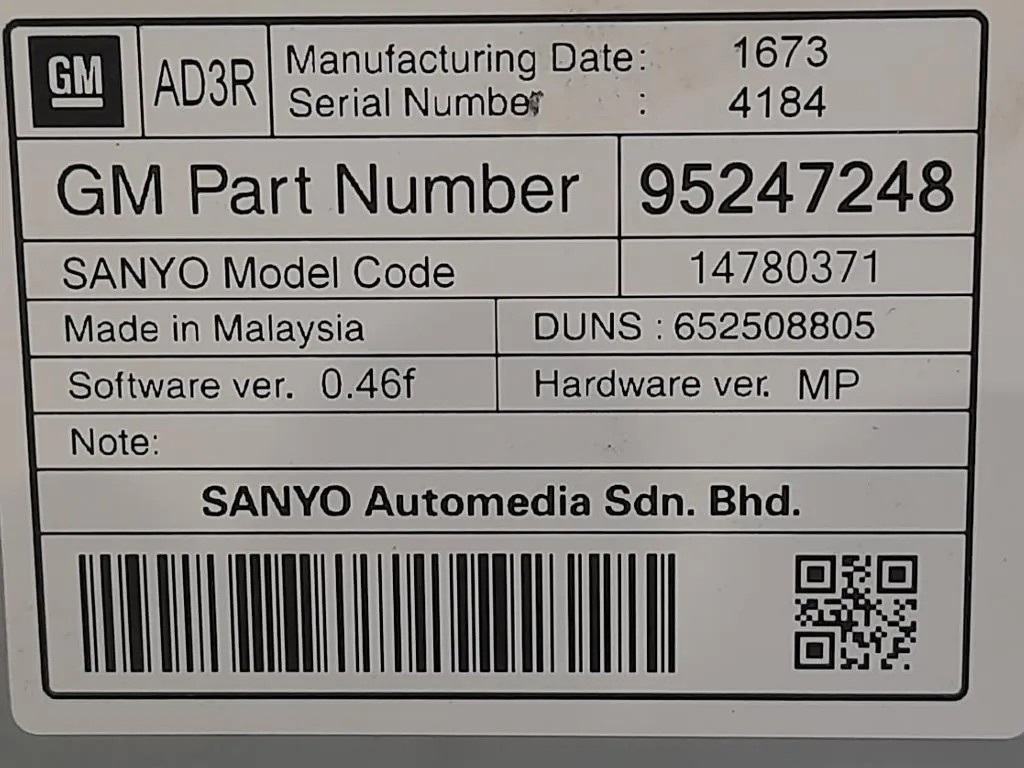 GM AD3R Manufacturing Date: 1673
Serial Number : 4184
GM Part Number 95247248
SANYO Model Code 14780371
Made in Malaysia DUNS : 652508805
Software ver. 0.46f Hardware ver. MP
Note:
SANYO Automedia Sdn. Bhd.